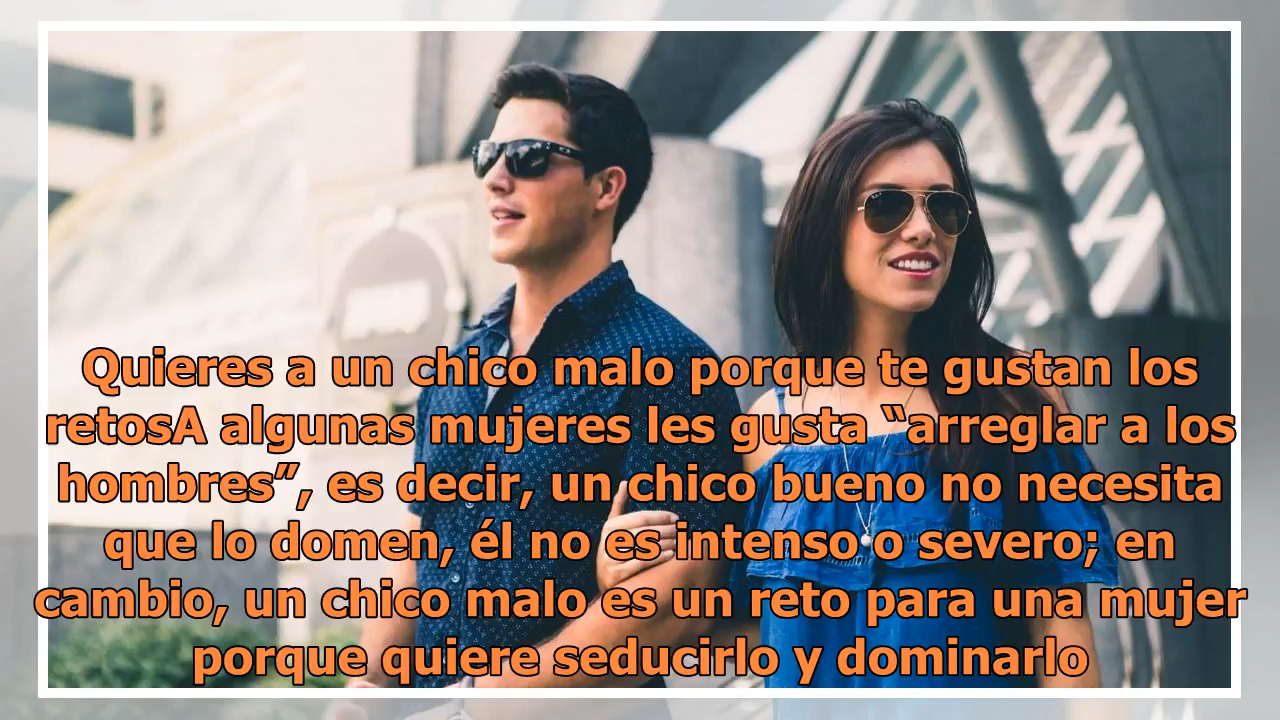 Quieres a un chico malo porque te gustan los
retosA algunas mujeres les gusta “arreglar a los
hombres”, es decir, un chico bueno no necesita
que lo domen, él no es intenso o severo; en
cambio, un chico malo es un reto para una mujer
porque quiere seducirlo y dominarlo